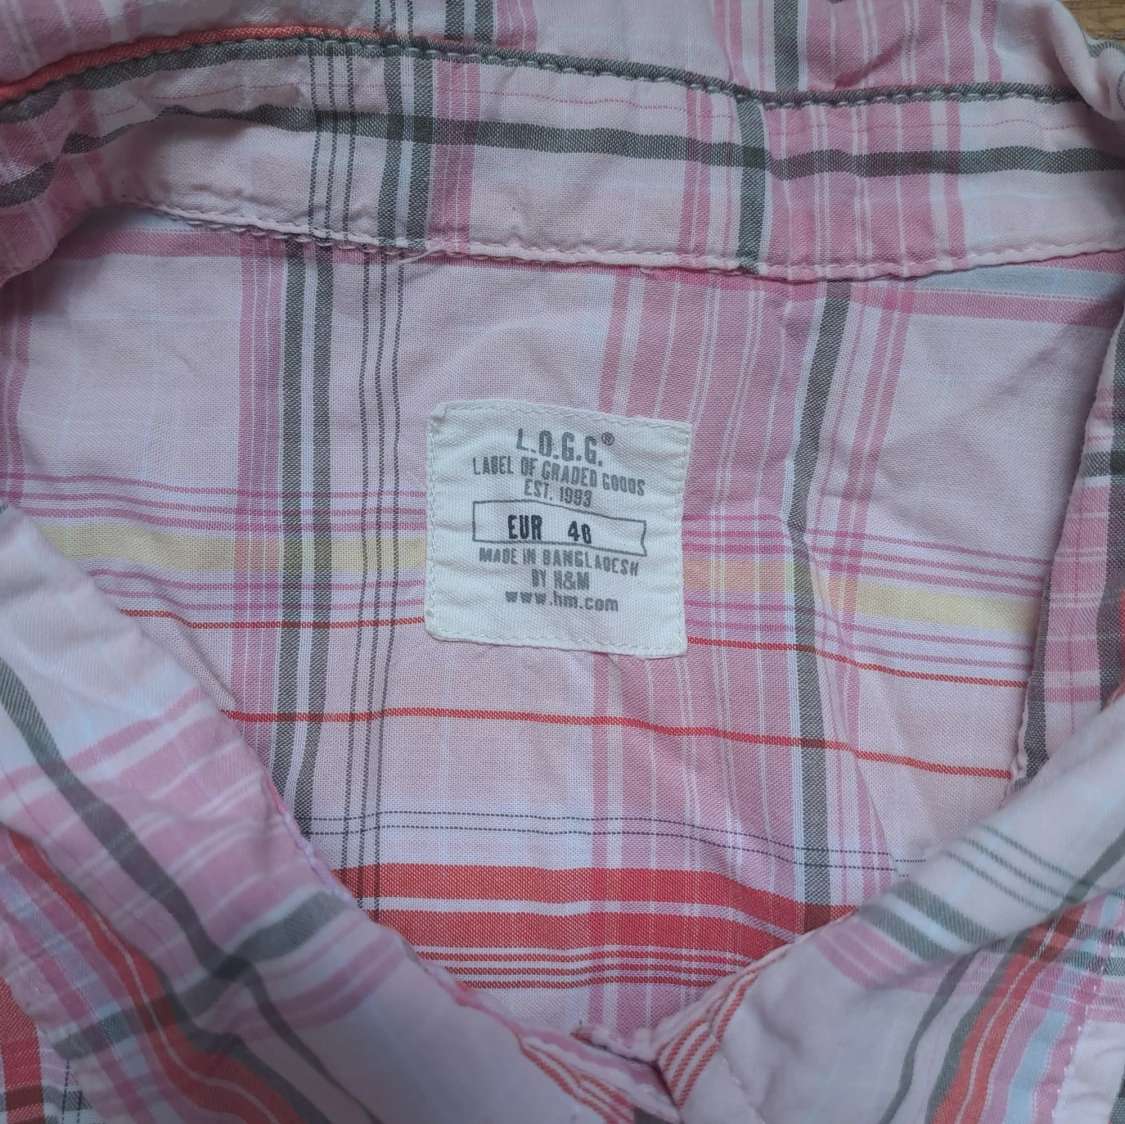 L.O.G.G.®
LABEL OF GRADED GOODS
EST. 1993
EUR 46
MADE IN BANGLADESH
BY H&M
www.hm.com